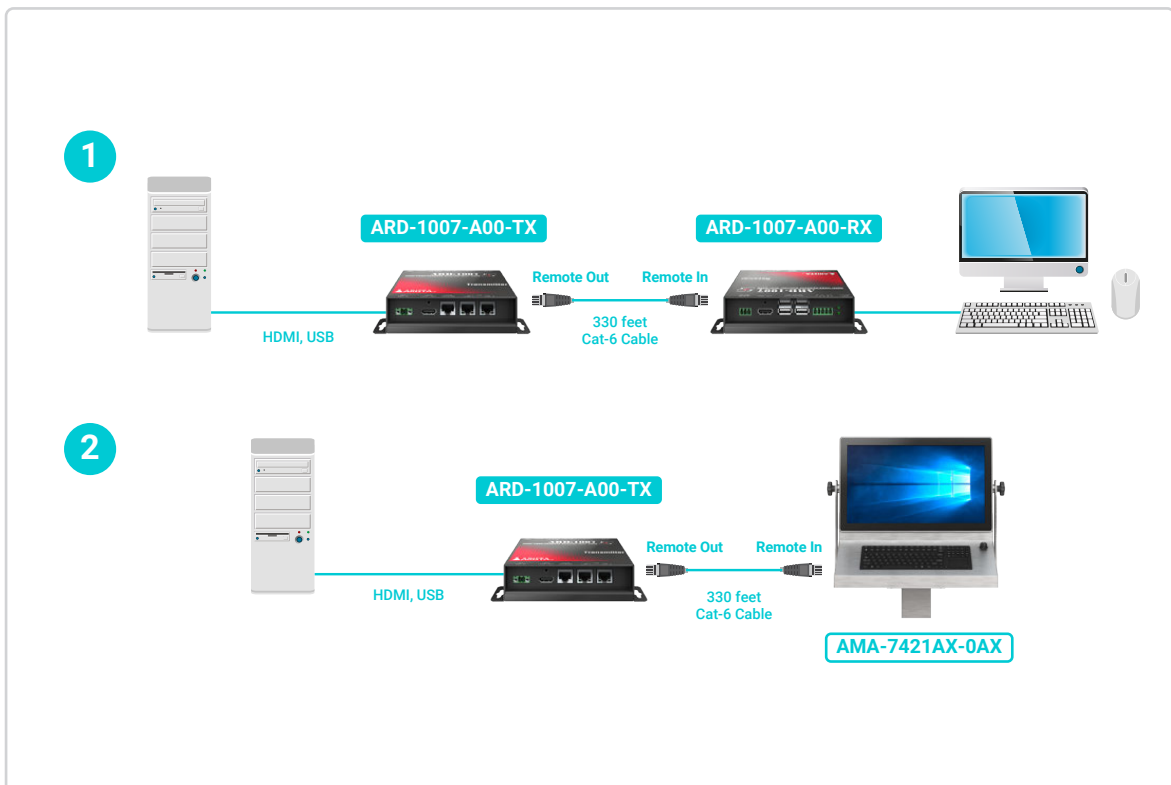 1
ARD-1007-A00-TX
ARD-1007-A00-RX
Remote Out
Remote In
Transmitter
HDMI, USB
330 feet
Cat-6 Cable
2
ARD-1007-A00-TX
Remote Out
Remote In
Transmitter
HDMI, USB
330 feet
Cat-6 Cable
AMA-7421AX-0AX